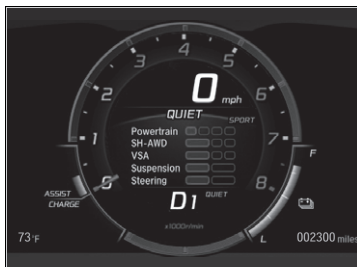 4
3 5
2 6
0 mph
QUIET
SPORT
Powertrain
1 SH-AWD 7
VSA
F
Suspension
0 Steering 8
ASSIST
CHARGE
D1 QUIET
x1000r/min
73°F
L
002300 miles